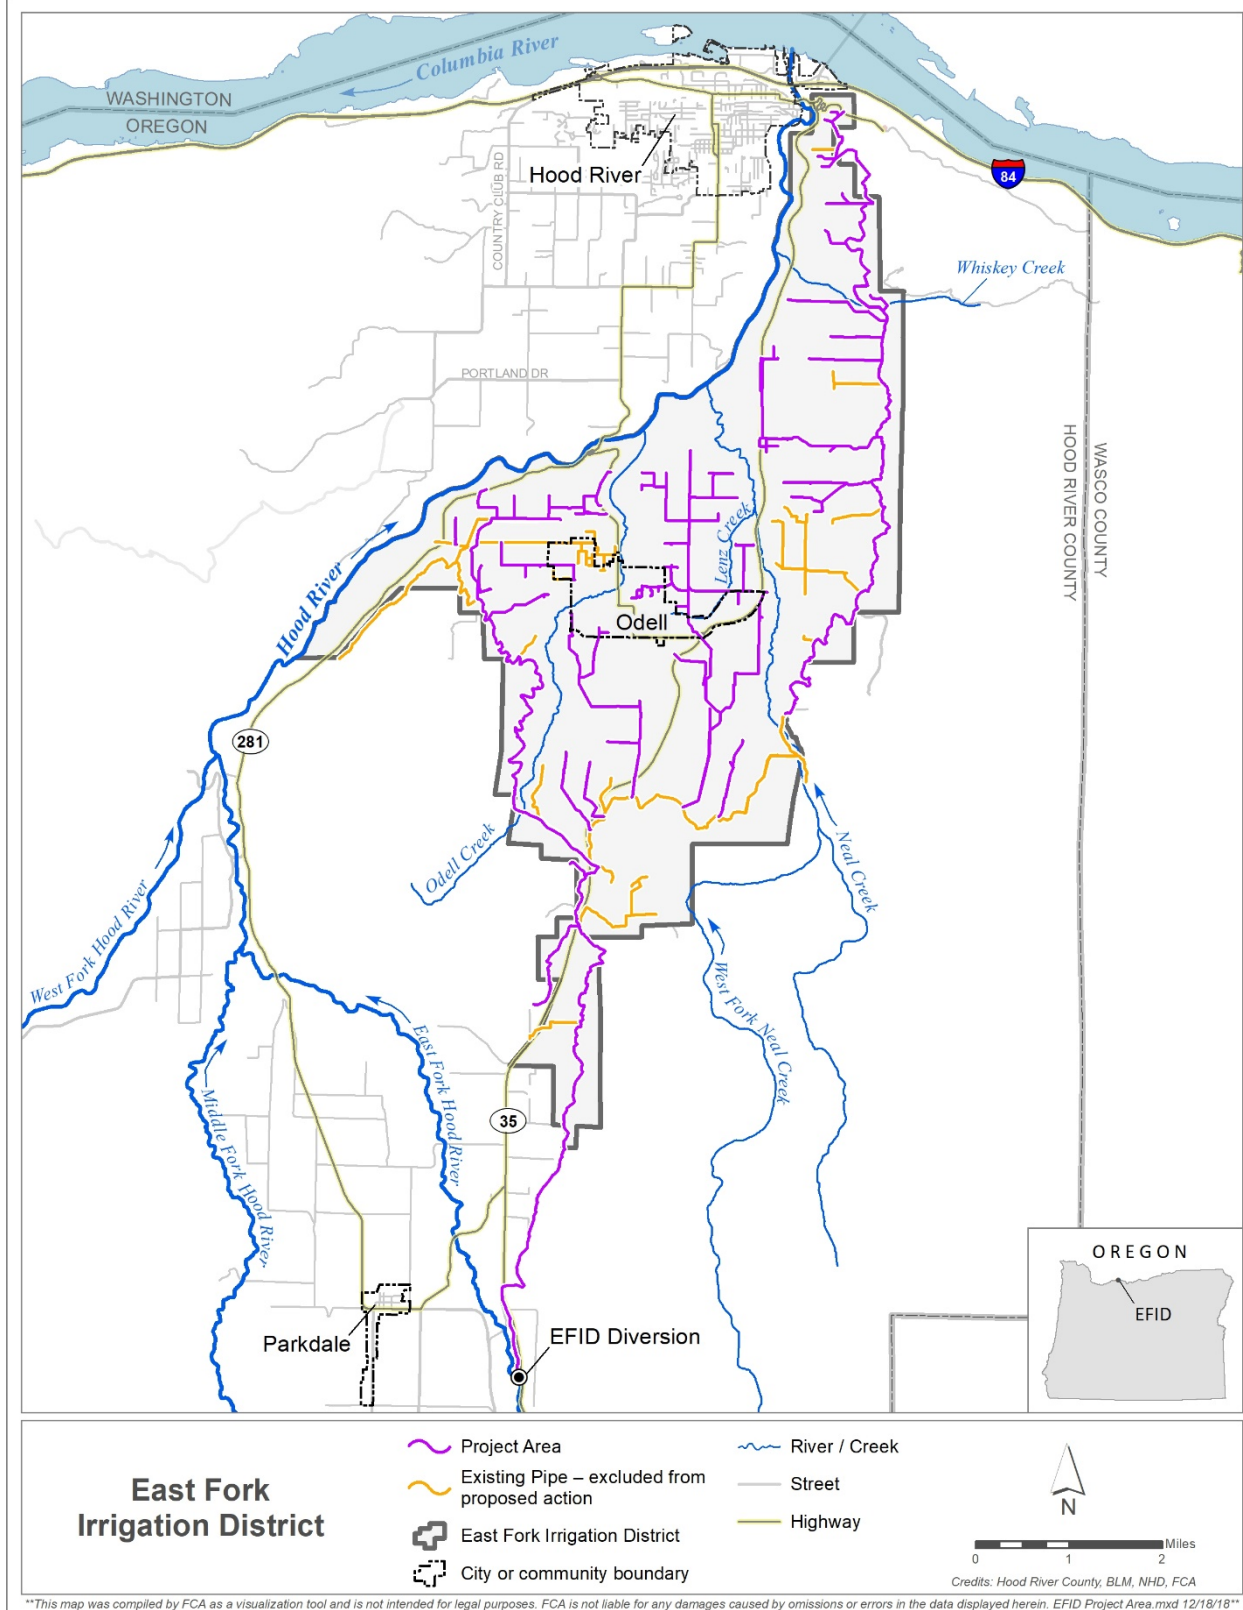 Columbia River
WASHINGTON
OREGON
Hood River
84
COUNTRY CLUB RD
Whiskey Creek
PORTLAND DR
HOOD RIVER COUNTY
WASCO COUNTY
Lenz Creek
Hood River
Odell
281
Odell Creek
Neal Creek
West Fork Hood River
West Fork Neal Creek
East Fork Hood River
Middle Fork Hood River
35
Parkdale
EFID Diversion
OREGON
EFID
East Fork
Irrigation District
Project Area
Existing Pipe – excluded from
proposed action
East Fork Irrigation District
City or community boundary
River / Creek
Street
Highway
N
Miles
0 1 2
Credits: Hood River County, BLM, NHD, FCA
**This map was compiled by FCA as a visualization tool and is not intended for legal purposes. FCA is not liable for any damages caused by omissions or errors in the data displayed herein. EFID Project Area.mxd 12/18/18**